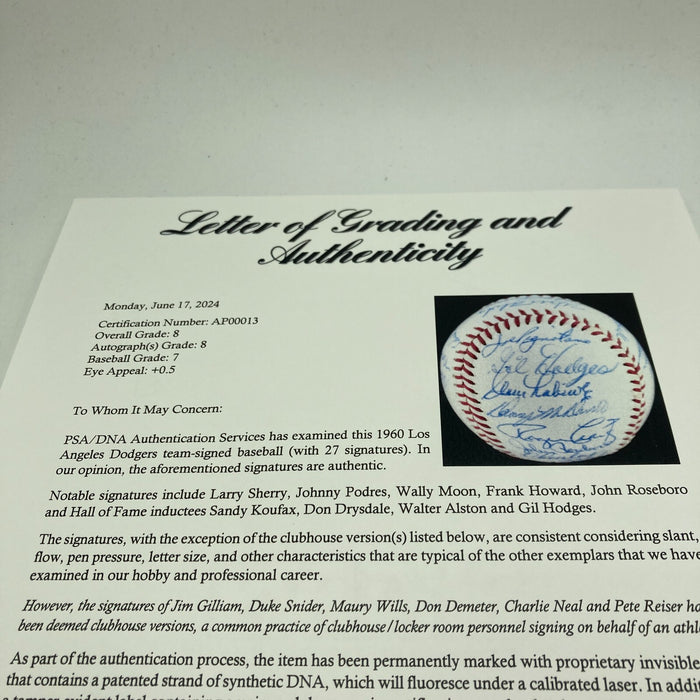 Letter of Grading and
Authenticity
Monday, June 17, 2024
Certification Number: AP00013
Overall Grade: 8
Autograph(s) Grade: 8
Baseball Grade: 7
Eye Appeal: +0.5
Gil Hodges
To Whom It May Concern:
PSA/DNA Authentication Services has examined this 1960 Los
Angeles Dodgers team-signed baseball (with 27 signatures). In
our opinion, the aforementioned signatures are authentic.
Notable signatures include Larry Sherry, Johnny Podres, Wally Moon, Frank Howard, John Roseboro
and Hall of Fame inductees Sandy Koufax, Don Drysdale, Walter Alston and Gil Hodges.
The signatures, with the exception of the clubhouse version(s) listed below, are consistent considering slant,
flow, pen pressure, letter size, and other characteristics that are typical of the other exemplars that we have
examined in our hobby and professional career.
However, the signatures of Jim Gilliam, Duke Snider, Maury Wills, Don Demeter, Charlie Neal and Pete Reiser ha
been deemed clubhouse versions, a common practice of clubhouse/locker room personnel signing on behalf of an athl
As part of the authentication process, the item has been permanently marked with proprietary invisible
that contains a patented strand of synthetic DNA, which will fluoresce under a calibrated laser. In addi